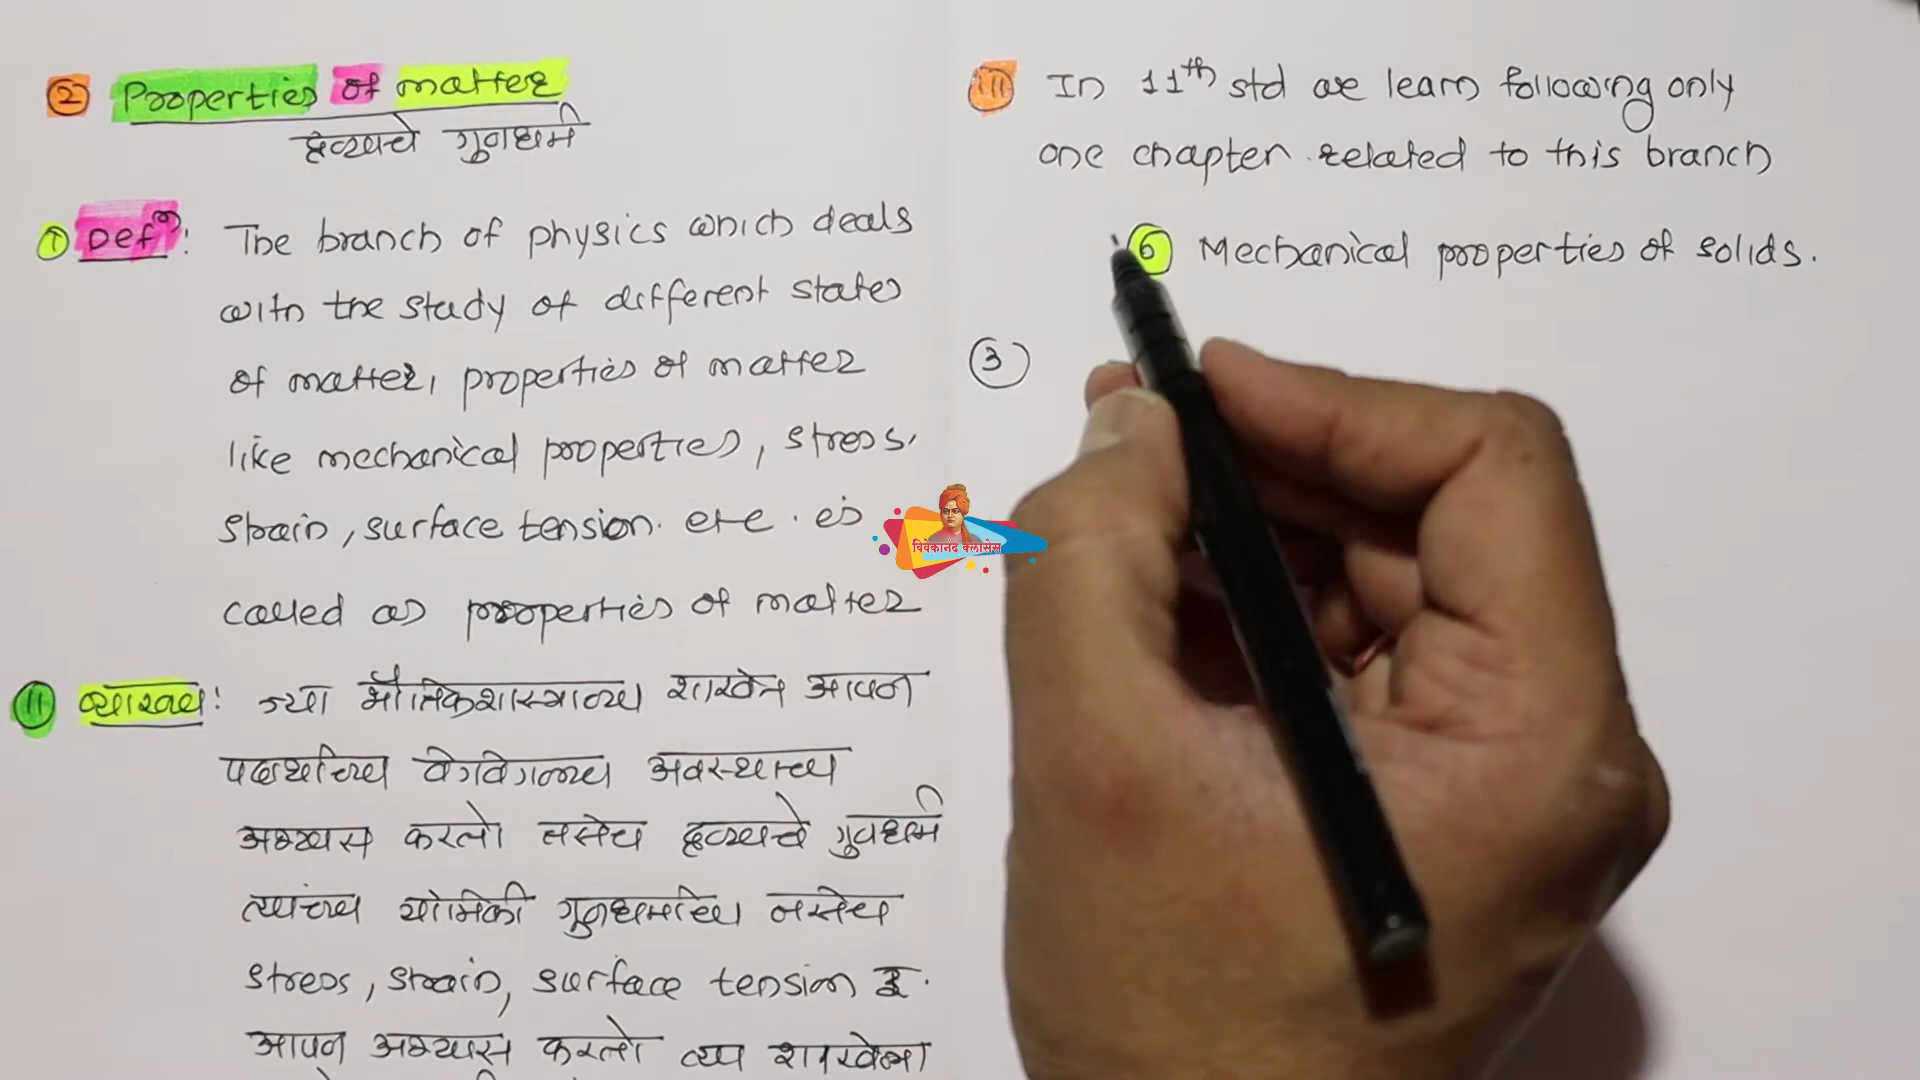 ② Properties of matter
द्रव्याचे गुणधर्म
① Defⁿ: The branch of physics which deals
with the study of different states
of matter, properties of matter
like mechanical properties, stress,
strain, surface tension. etc. is
called as properties of matter
ⅱ व्याख्या: ज्या भौतिकशास्त्राच्या शाखेत आपन
पदार्थाच्या वेगवेगळ्या अवस्थाच्या
अभ्यास करतो तसेच द्रव्याचे गुणधर्म
त्यांच्या यांत्रिकी गुणधर्माचा तसेच
stress, strain, surface tension इ.
आपन अभ्यास करतो त्या शाखेला
ⅲ In 11th std we learn following only
one chapter related to this branch
⑥ Mechanical properties of solids.
③
विवेकानंद क्लासेस